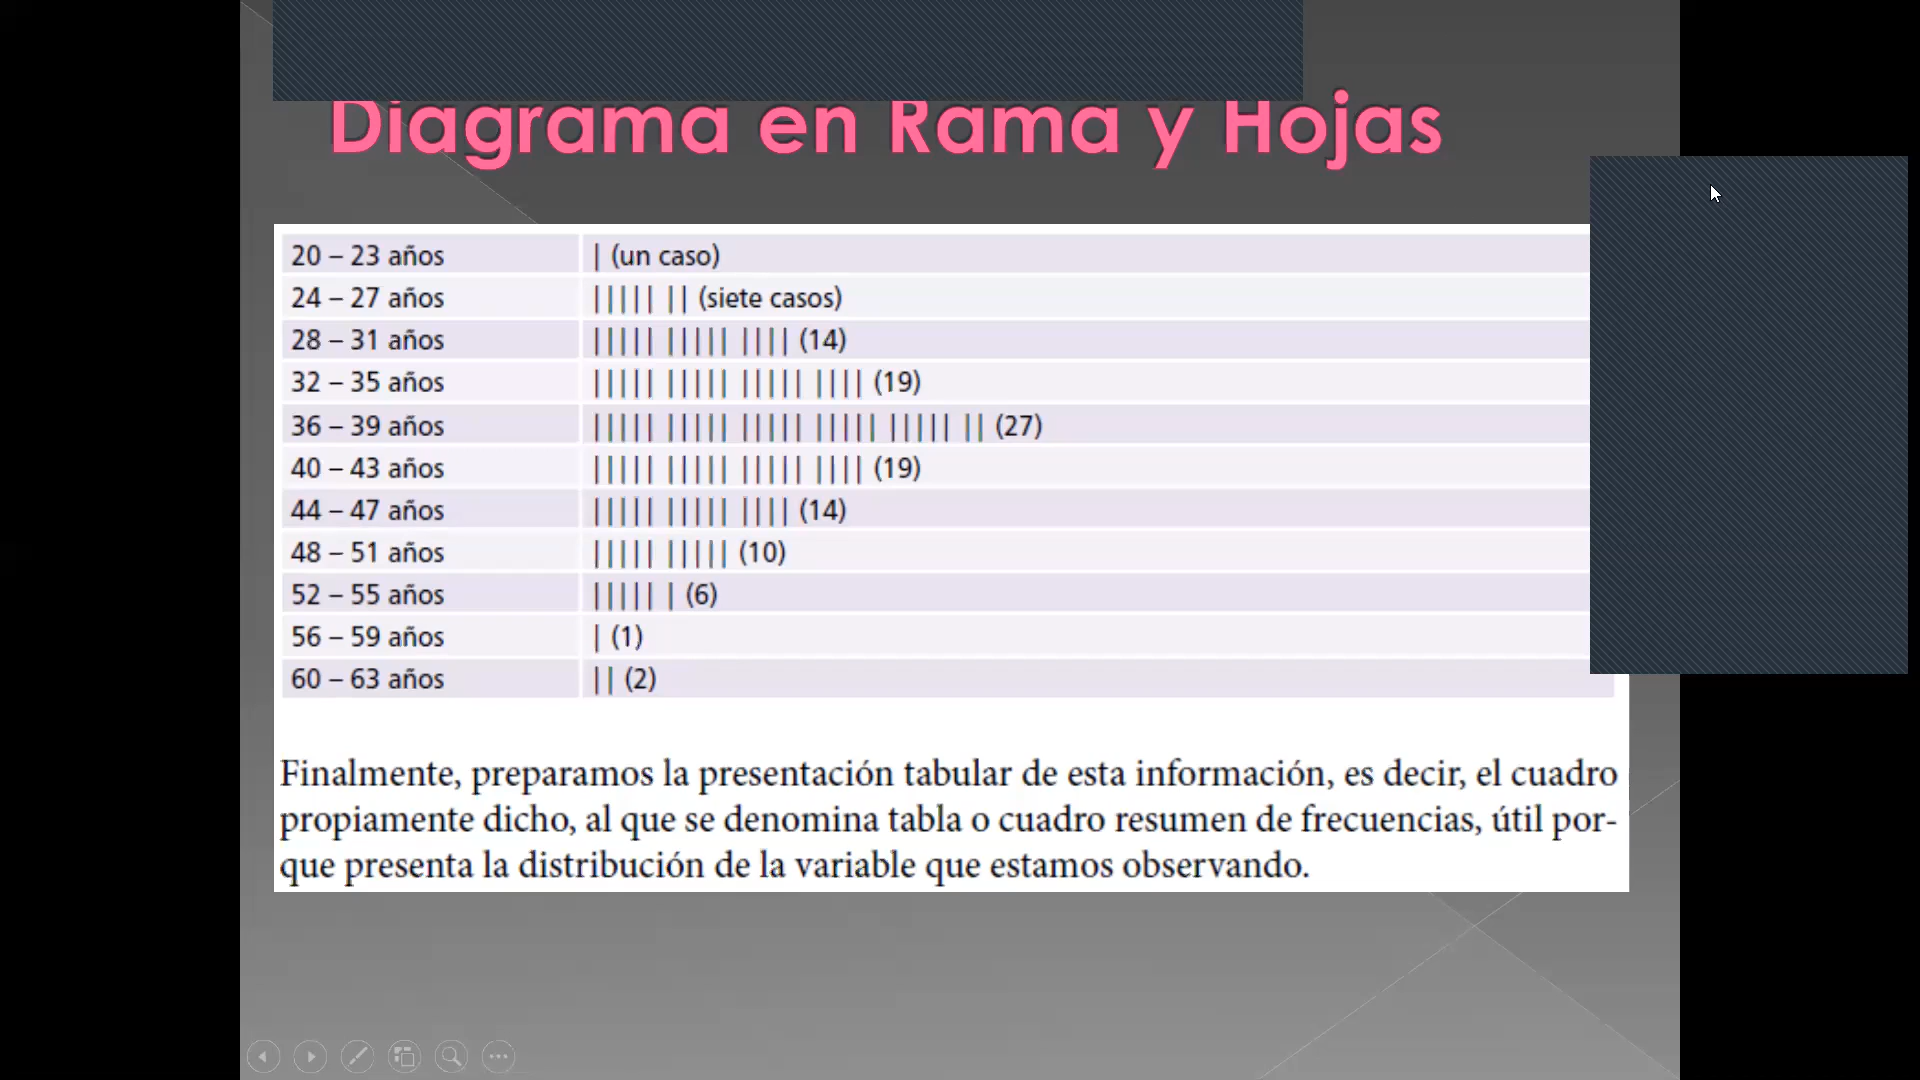 Diagrama en Rama y Hojas
20 – 23 años | (un caso)
24 – 27 años ||||| || (siete casos)
28 – 31 años ||||| ||||| |||| (14)
32 – 35 años ||||| ||||| ||||| |||| (19)
36 – 39 años ||||| ||||| ||||| ||||| ||||| || (27)
40 – 43 años ||||| ||||| ||||| |||| (19)
44 – 47 años ||||| ||||| |||| (14)
48 – 51 años ||||| ||||| (10)
52 – 55 años ||||| | (6)
56 – 59 años | (1)
60 – 63 años || (2)
Finalmente, preparamos la presentación tabular de esta información, es decir, el cuadro
propiamente dicho, al que se denomina tabla o cuadro resumen de frecuencias, útil por-
que presenta la distribución de la variable que estamos observando.